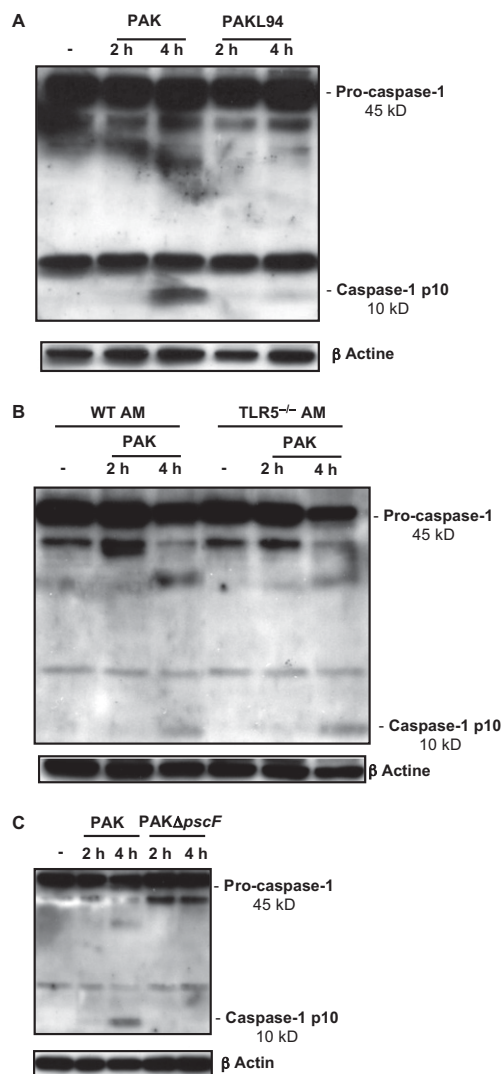 A
PAK PAKL94
- 2 h 4 h 2 h 4 h
- Pro-caspase-1
45 kD
- Caspase-1 p10
10 kD
β Actine
B
WT AM TLR5–/– AM
PAK PAK
- 2 h 4 h - 2 h 4 h
- Pro-caspase-1
45 kD
- Caspase-1 p10
10 kD
β Actine
C
PAK PAKΔpscF
- 2 h 4 h 2 h 4 h
- Pro-caspase-1
45 kD
- Caspase-1 p10
10 kD
β Actin